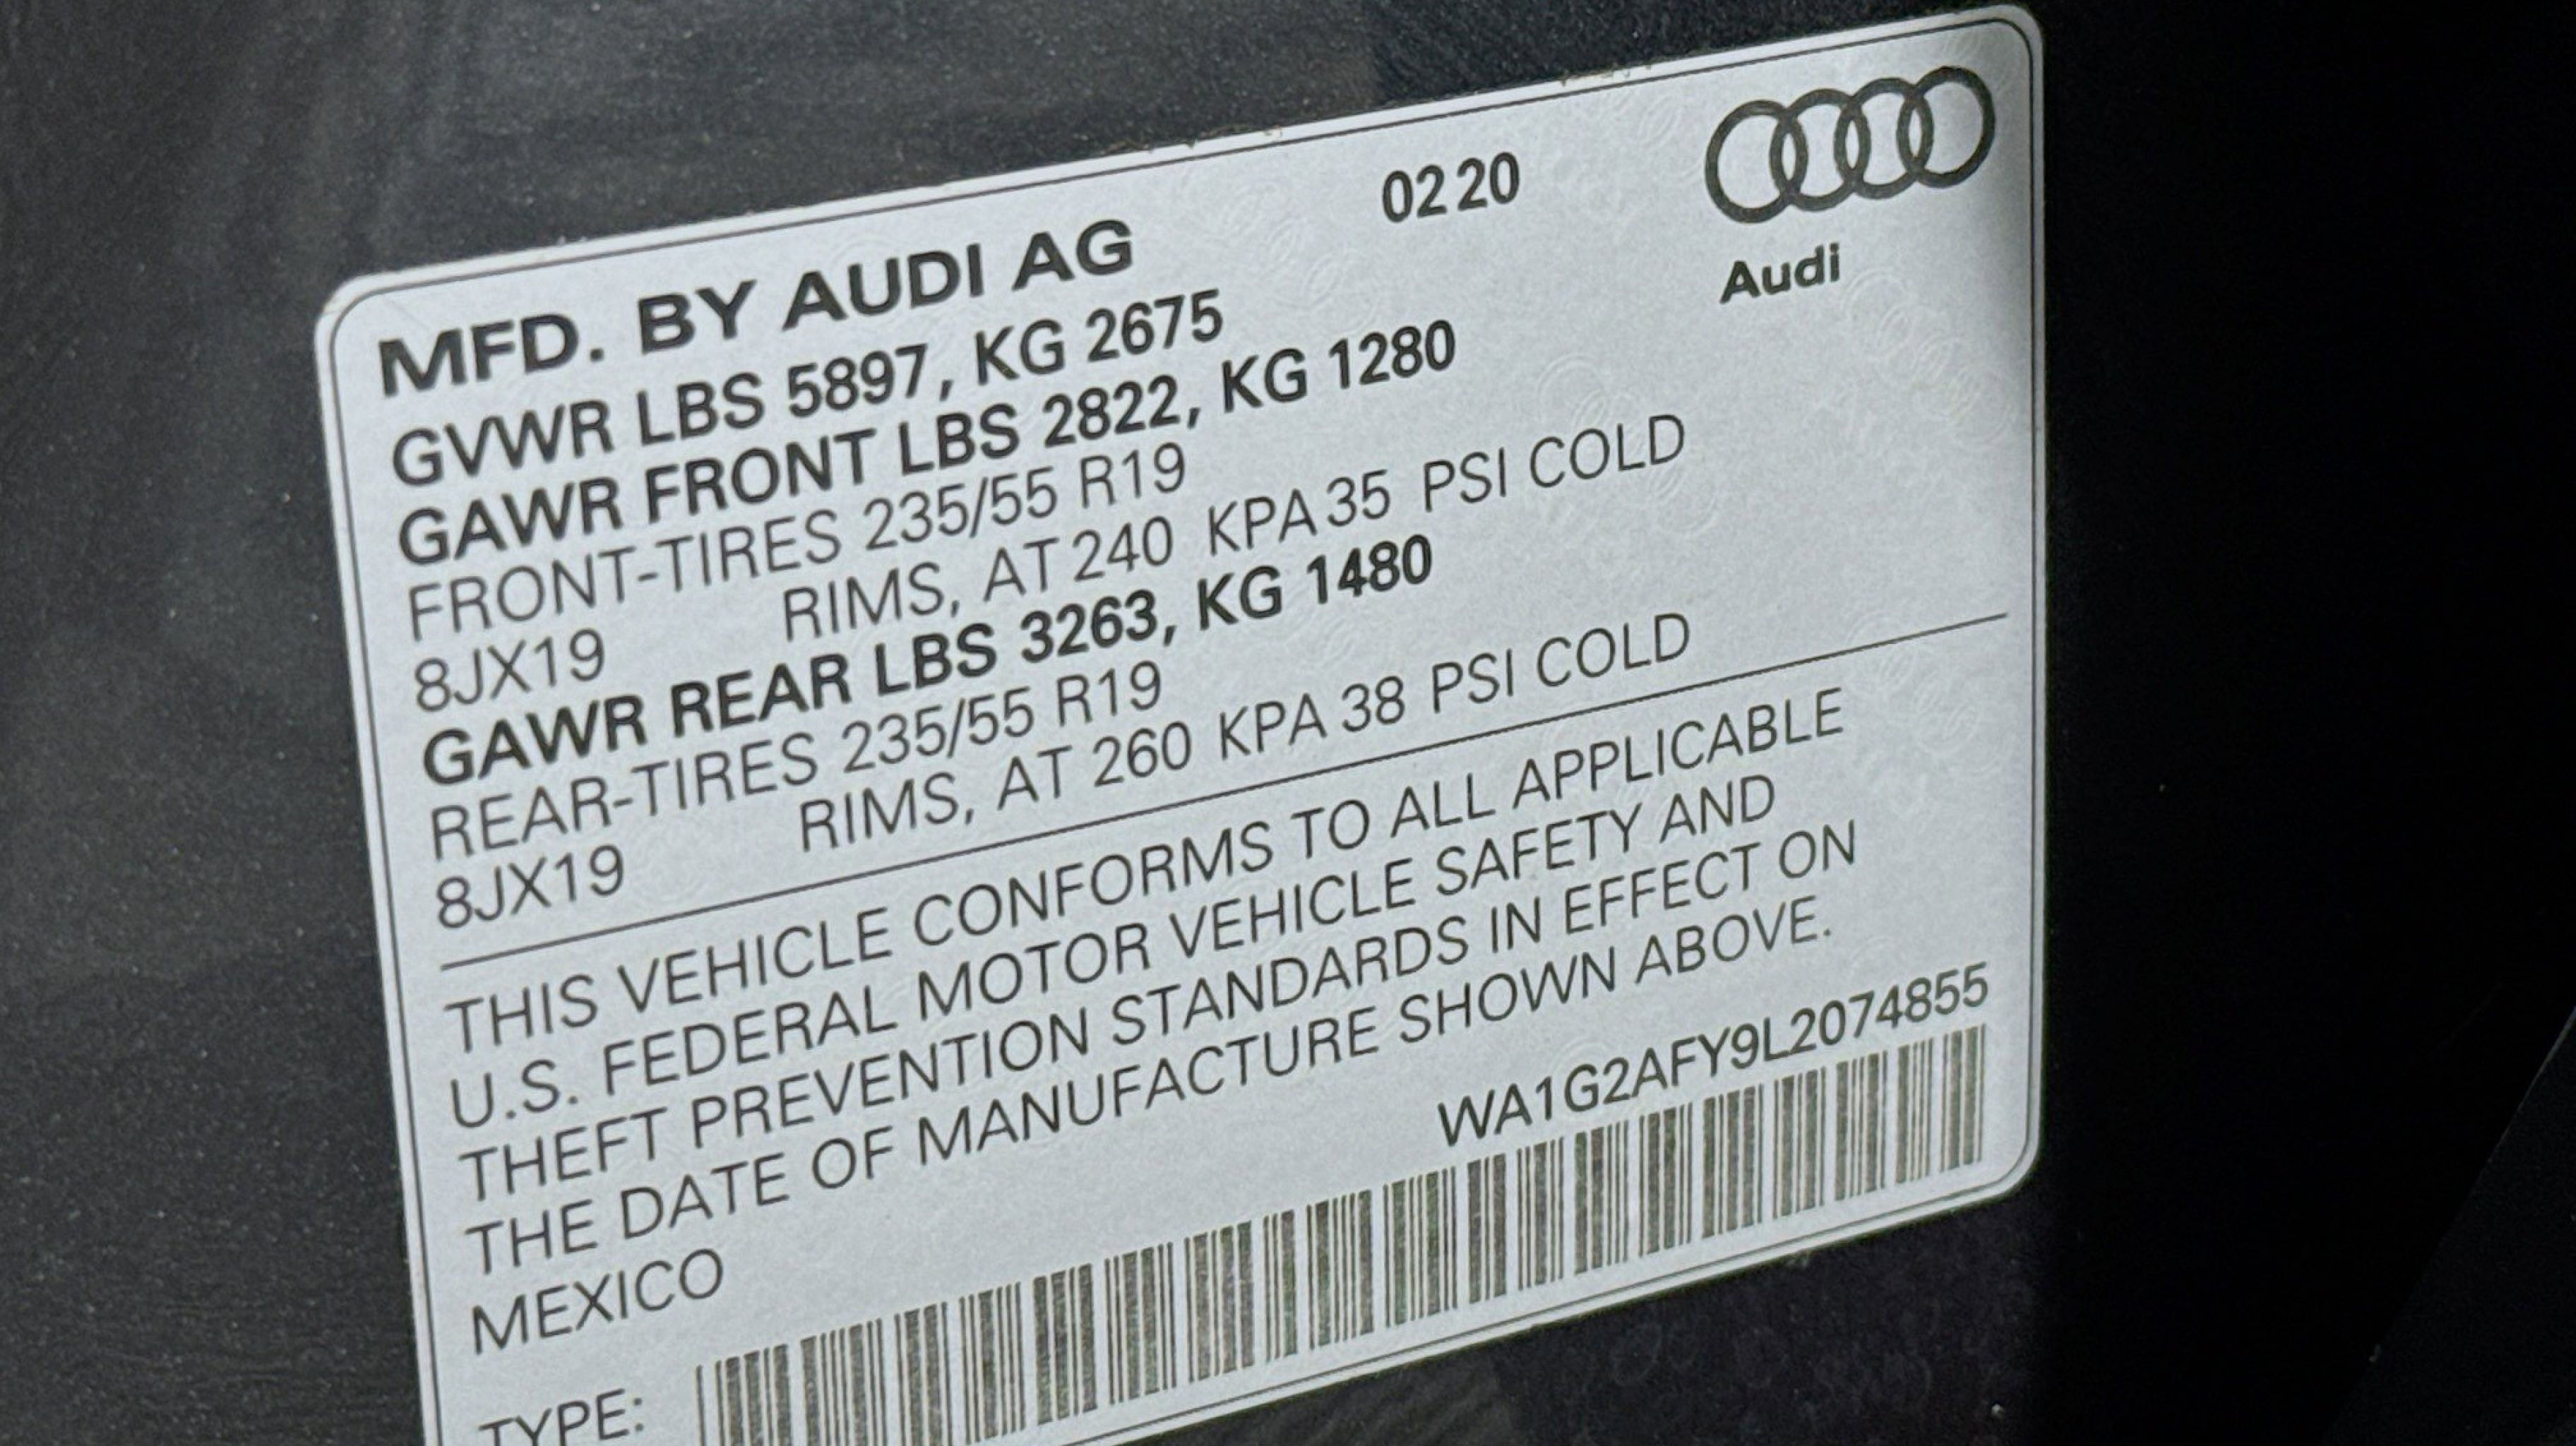 MFD. BY AUDI AG 02 20
Audi
GVWR LBS 5897, KG 2675
GAWR FRONT LBS 2822, KG 1280
FRONT-TIRES 235/55 R19
8JX19 RIMS, AT 240 KPA 35 PSI COLD
GAWR REAR LBS 3263, KG 1480
REAR-TIRES 235/55 R19
8JX19 RIMS, AT 260 KPA 38 PSI COLD
THIS VEHICLE CONFORMS TO ALL APPLICABLE
U.S. FEDERAL MOTOR VEHICLE SAFETY AND
THEFT PREVENTION STANDARDS IN EFFECT ON
THE DATE OF MANUFACTURE SHOWN ABOVE.
MEXICO WA1G2AFY9L2074855
TYPE: